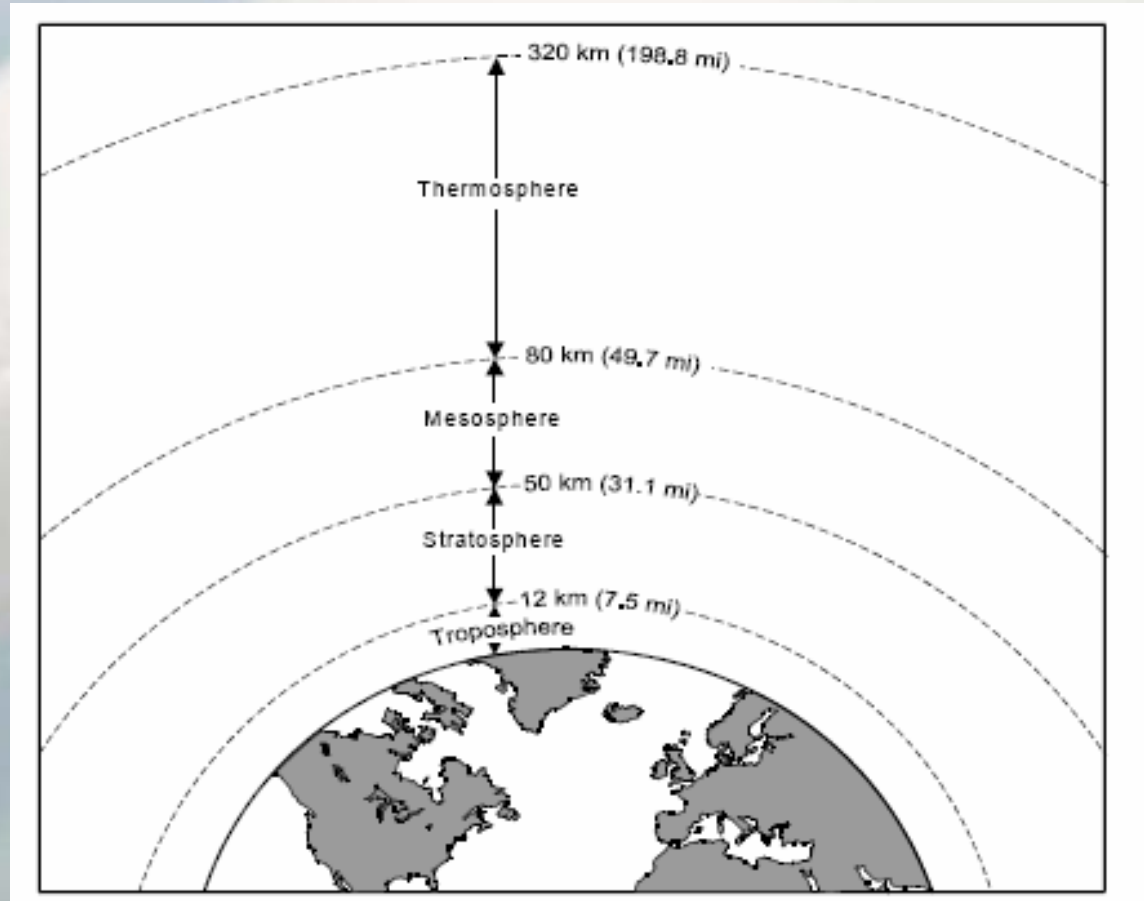 320 km (198.8 mi)
Thermosphere
80 km (49.7 mi)
Mesosphere
50 km (31.1 mi)
Stratosphere
12 km (7.5 mi)
Troposphere